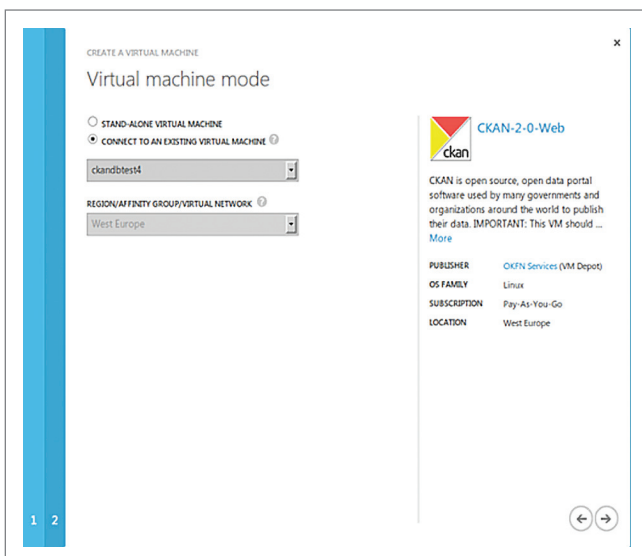 ×
CREATE A VIRTUAL MACHINE
Virtual machine mode
STAND-ALONE VIRTUAL MACHINE
CONNECT TO AN EXISTING VIRTUAL MACHINE ?
ckandbtest4
REGION/AFFINITY GROUP/VIRTUAL NETWORK ?
West Europe
ckan
CKAN-2-0-Web
CKAN is open source, open data portal
software used by many governments and
organizations around the world to publish
their data. IMPORTANT: This VM should ...
More
PUBLISHER OKFN Services (VM Depot)
OS FAMILY Linux
SUBSCRIPTION Pay-As-You-Go
LOCATION West Europe
1 2